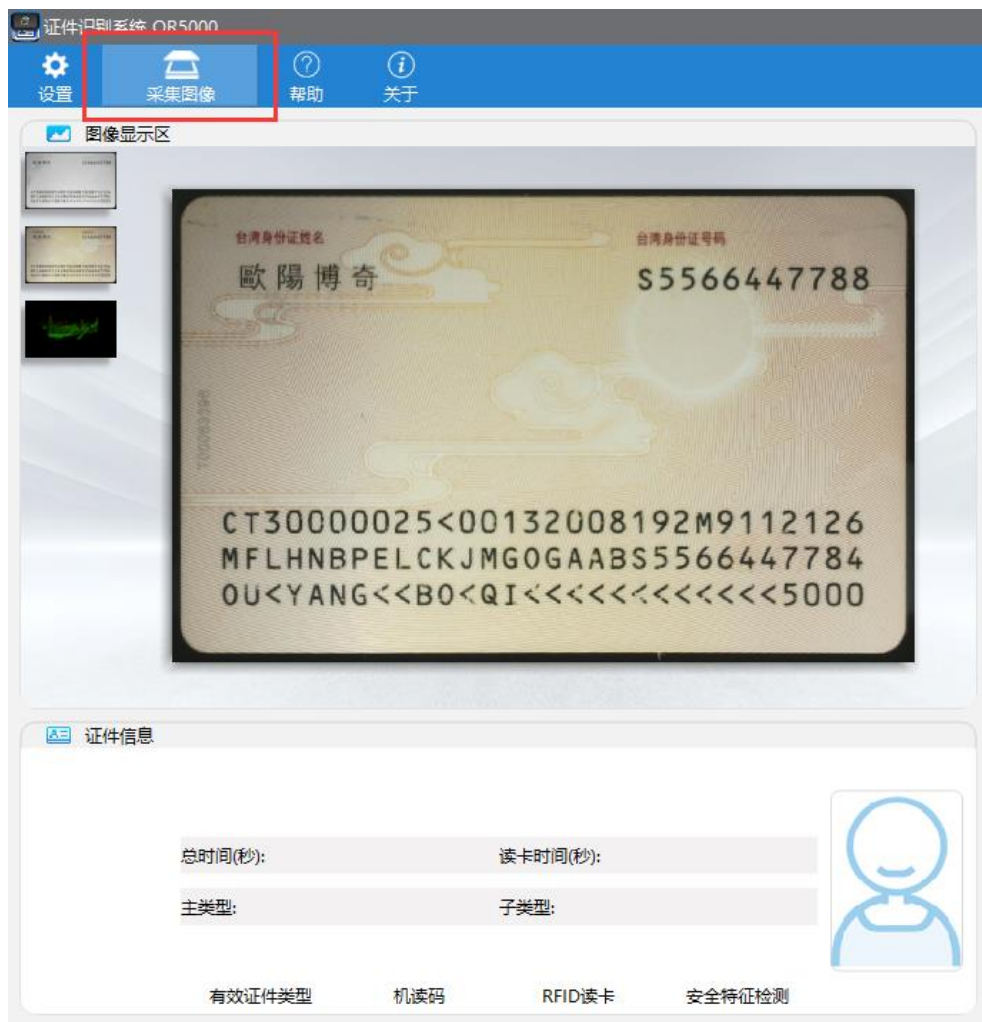 证件识别系统 QR5000
设置 采集图像 帮助 关于
图像显示区
台湾身份证姓名 台湾身份证号码
歐陽博奇 S5566447788
CT30000025<00132008192M9112126
MFLHNBPELCKJMGOGAABS5566447784
OU<YANG<<BO<QI<<<<<<<<<<<<5000
证件信息
总时间(秒): 读卡时间(秒):
主类型: 子类型:
有效证件类型 机读码 RFID读卡 安全特征检测